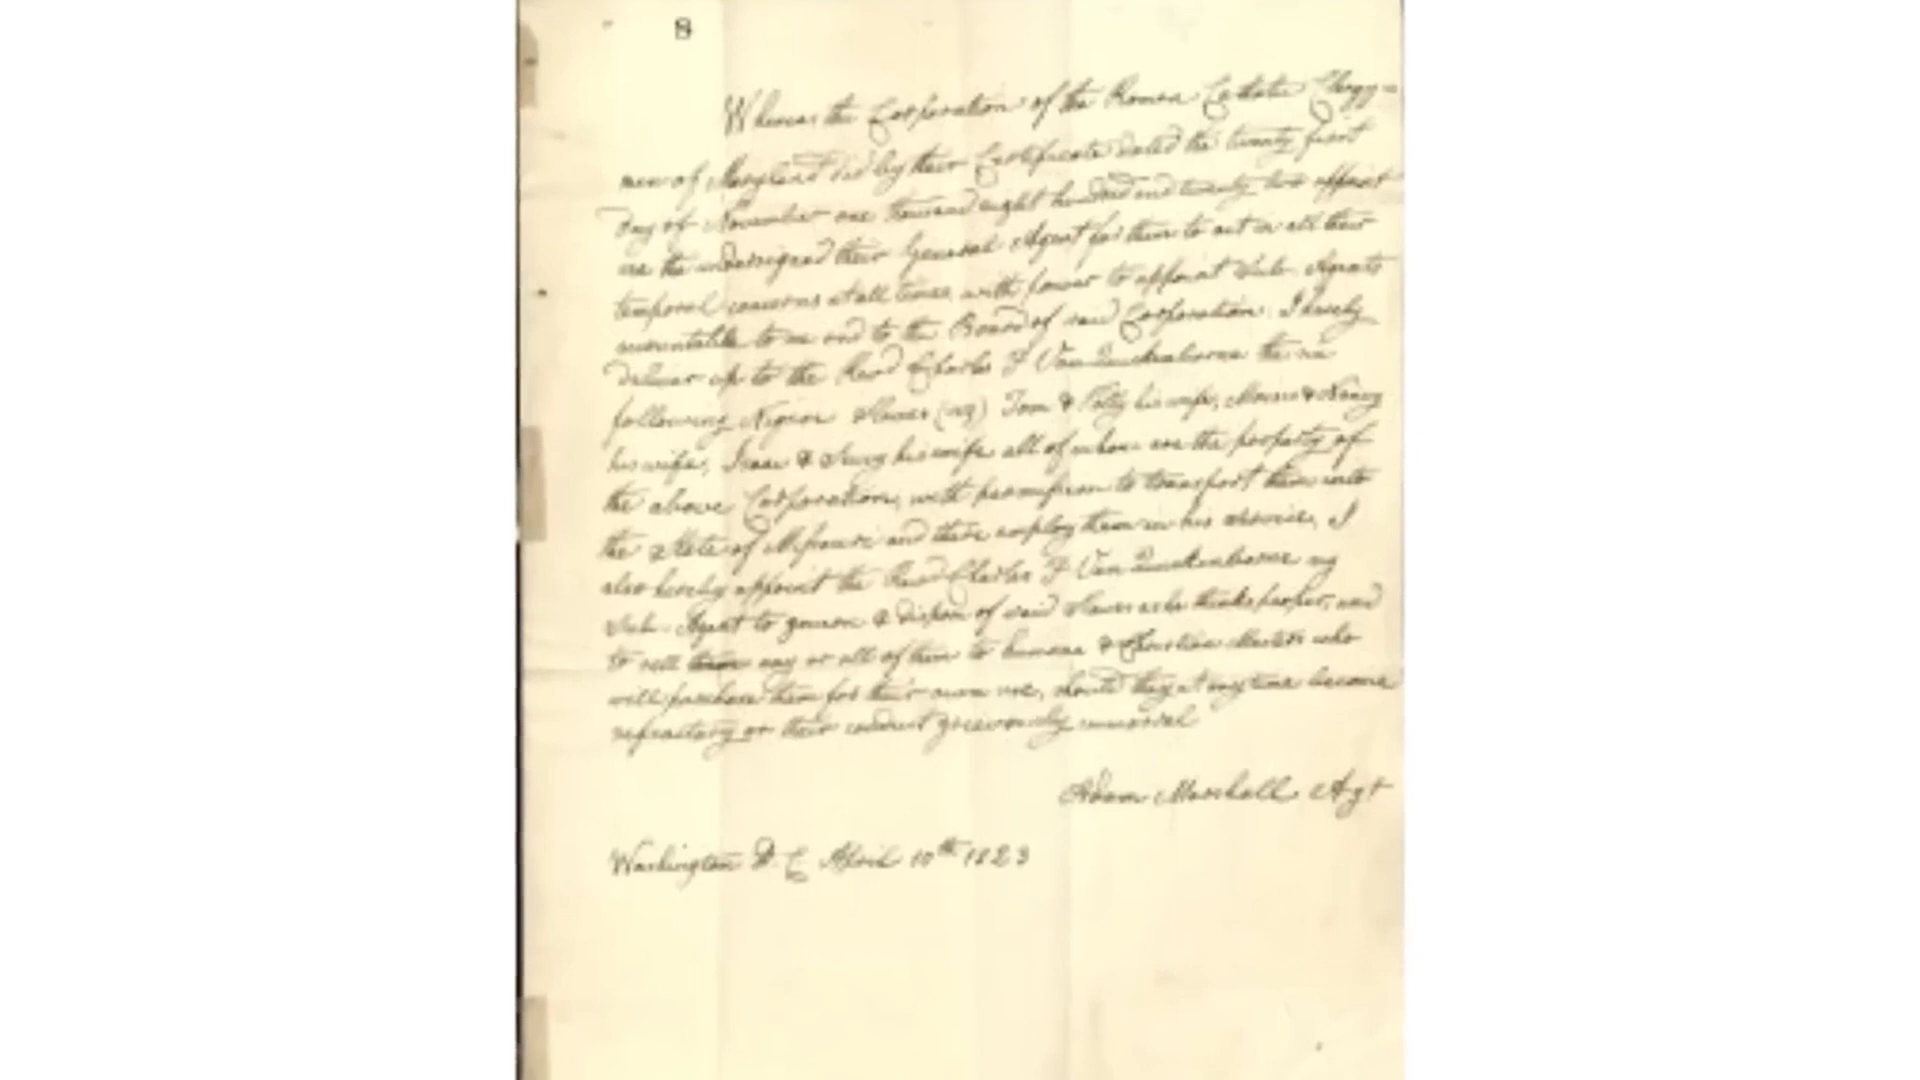 8
Whereas the Corporation of the Roman Catholic Clergy=
men of Maryland did by their Certificate dated the twenty first
day of November one thousand eight hundred and twenty two appoint
me the undersigned their General Agent for them to act in all their
temporal concerns at all times, with power to appoint Sub. Agents
accountable to me and to the Board of said Corporation. I hereby
deliver up to the Revd Charles F Van Quickenborne the six
following Negroe Slaves (viz) Tom & Polly his wife, Moses & Nancy
his wife, Isaac & Succy his wife all of whom are the property of
the above Corporation, with permission to transport them into
the State of Missouri and there employ them in his service, I
also hereby appoint the Revd Charles F Van Quickenborne my
Sub. Agent to govern & dispose of said Slaves as he thinks proper, and
to sell any or all of them to humane & Christian Masters who
will purchase them for their own use, should they at any time become
refractory or their conduct grievously immoral
Adam Marshall Agt
Washington D. C April 10th 1823